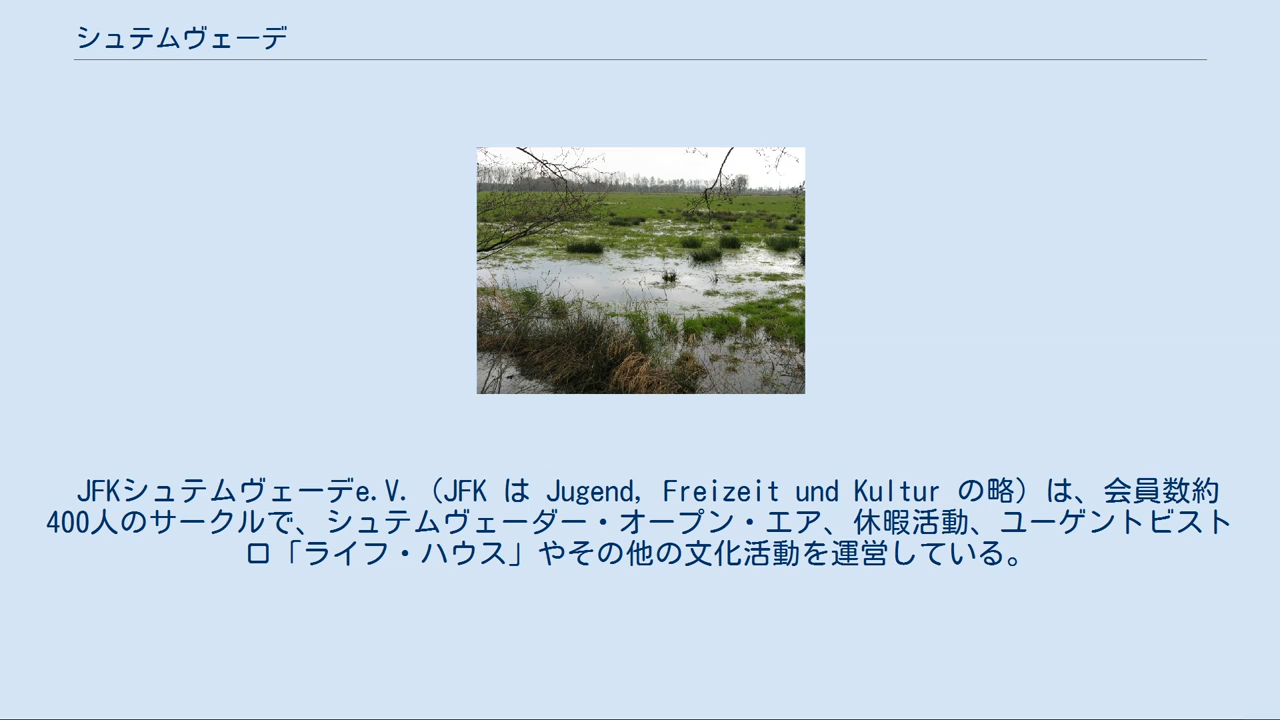 シュテムヴェーデ
JFKシュテムヴェーデe.V.（JFK は Jugend, Freizeit und Kultur の略）は、会員数約
400人のサークルで、シュテムヴェーダー・オープン・エア、休暇活動、ユーゲントビスト
ロ「ライフ・ハウス」やその他の文化活動を運営している。